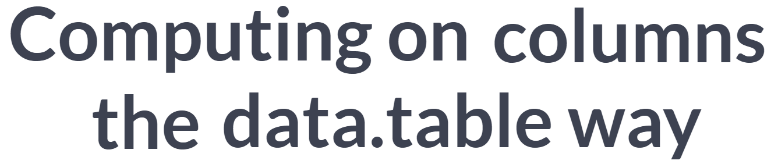 Computing on columns
the data.table way